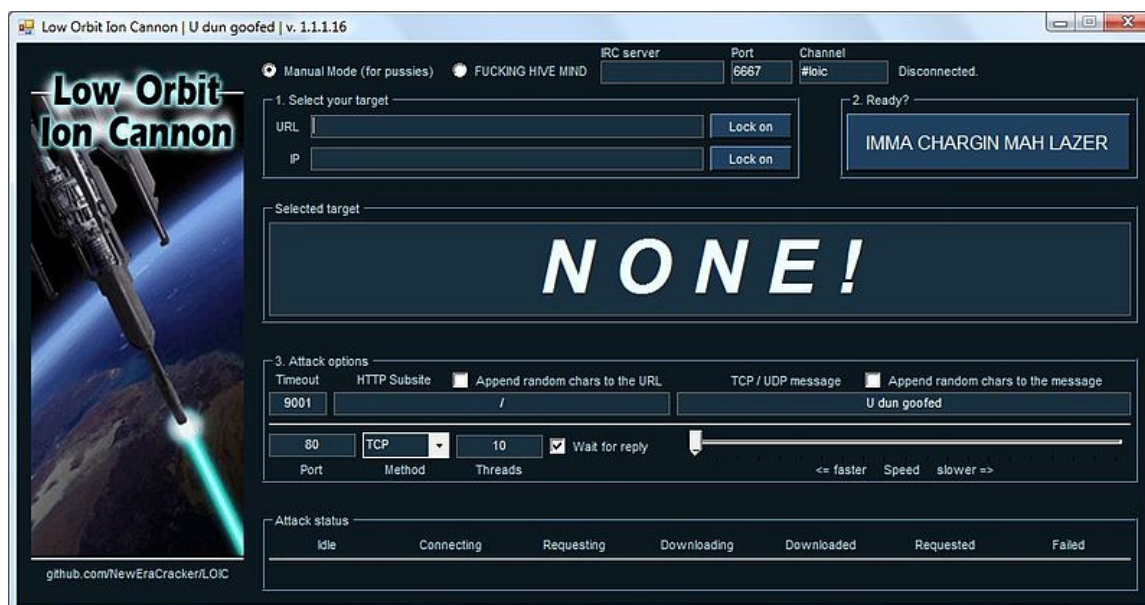 Low Orbit Ion Cannon | U dun goofed | v. 1.1.1.16
Low Orbit
Ion Cannon
github.com/NewEraCracker/LOIC
IRC server Port Channel
Manual Mode (for pussies) FUCKING HIVE MIND 6667 #loic Disconnected.
1. Select your target
URL Lock on
IP Lock on
2. Ready?
IMMA CHARGIN MAH LAZER
Selected target
NONE!
3. Attack options
Timeout HTTP Subsite Append random chars to the URL TCP / UDP message Append random chars to the message
9001 / U dun goofed
80 TCP 10 Wait for reply
Port Method Threads <= faster Speed slower =>
Attack status
Idle Connecting Requesting Downloading Downloaded Requested Failed